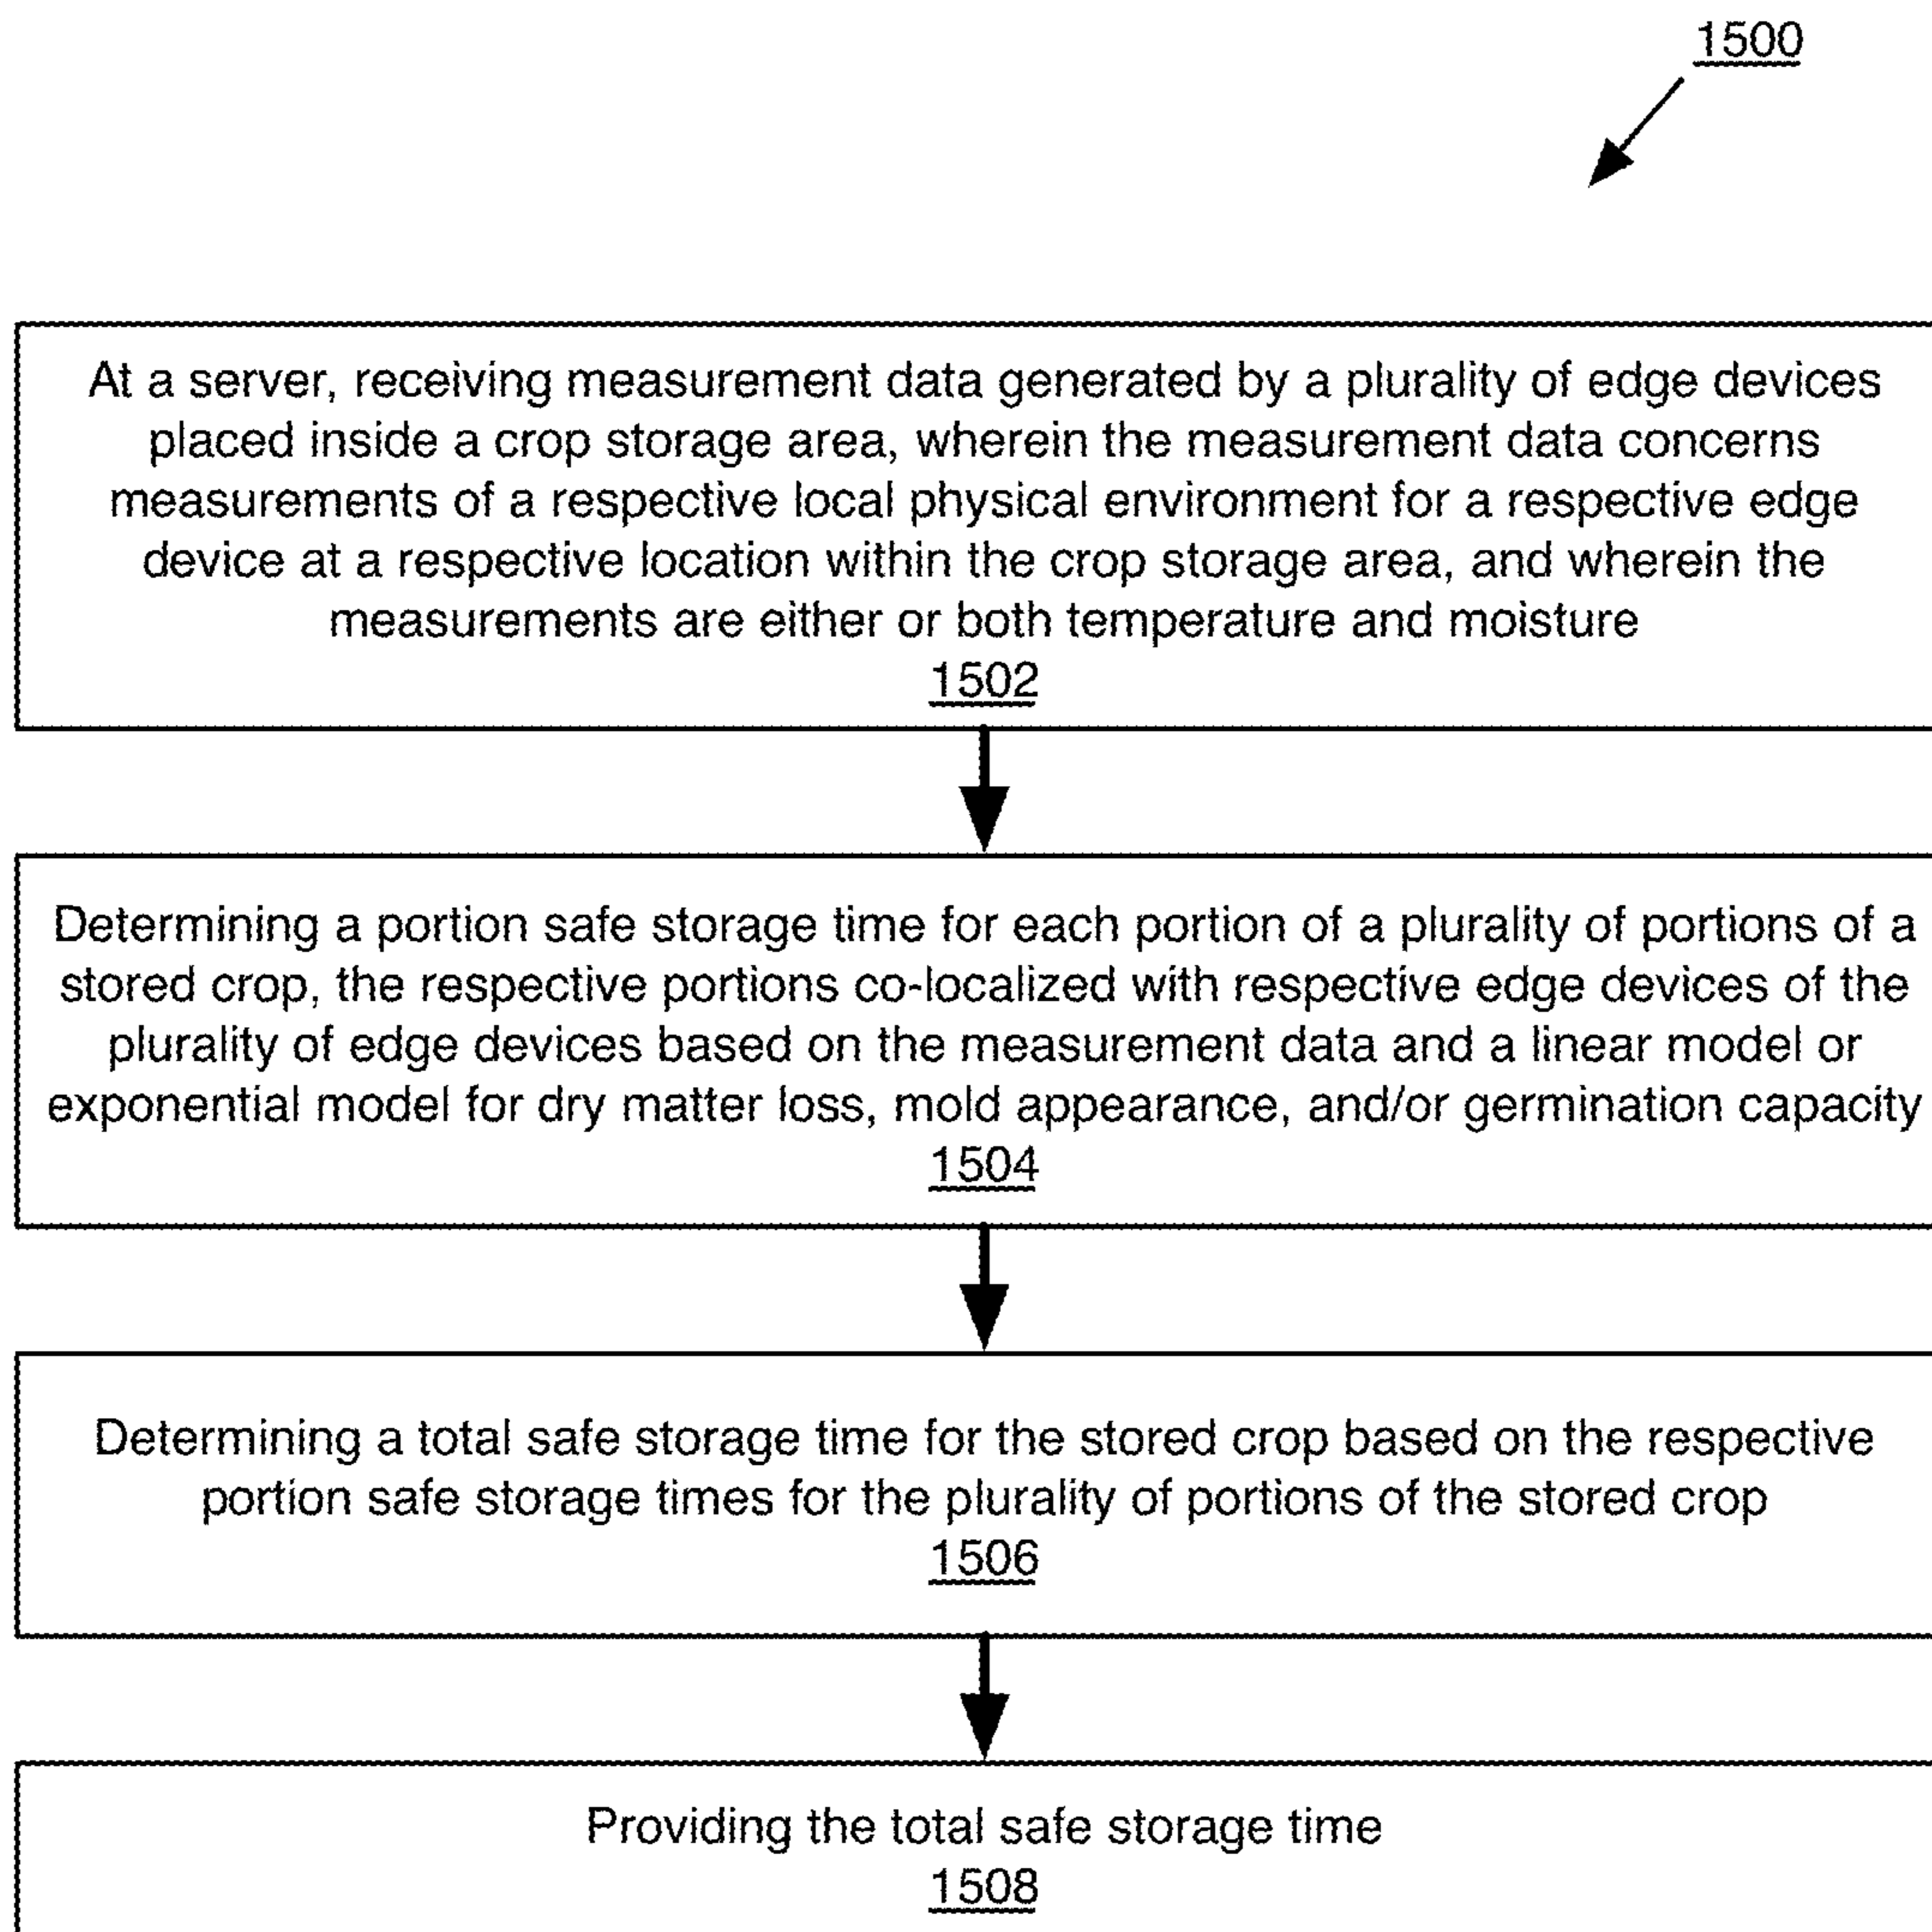 1500
At a server, receiving measurement data generated by a plurality of edge devices
placed inside a crop storage area, wherein the measurement data concerns
measurements of a respective local physical environment for a respective edge
device at a respective location within the crop storage area, and wherein the
measurements are either or both temperature and moisture
1502
Determining a portion safe storage time for each portion of a plurality of portions of a
stored crop, the respective portions co-localized with respective edge devices of the
plurality of edge devices based on the measurement data and a linear model or
exponential model for dry matter loss, mold appearance, and/or germination capacity
1504
Determining a total safe storage time for the stored crop based on the respective
portion safe storage times for the plurality of portions of the stored crop
1506
Providing the total safe storage time
1508